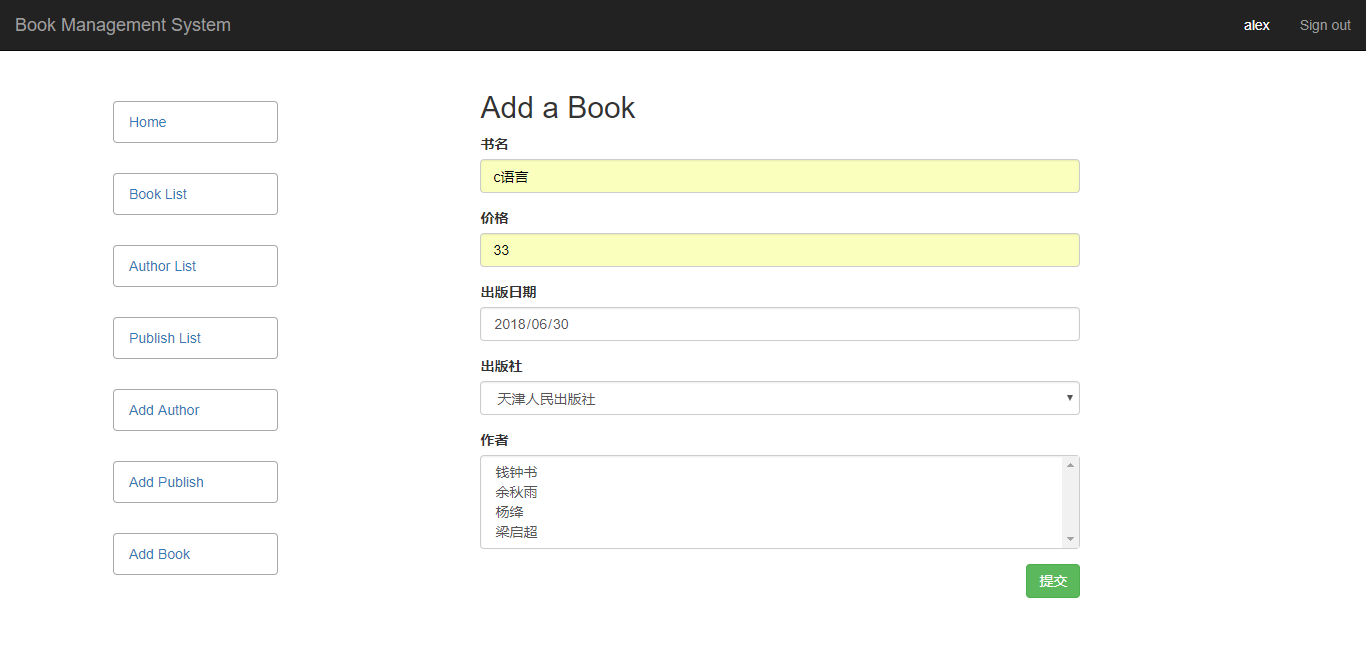 Book Management System
alex
Sign out
Home
Book List
Author List
Publish List
Add Author
Add Publish
Add Book
Add a Book
书名
c语言
价格
33
出版日期
2018/06/30
出版社
天津人民出版社
作者
钱钟书
余秋雨
杨绛
梁启超
提交